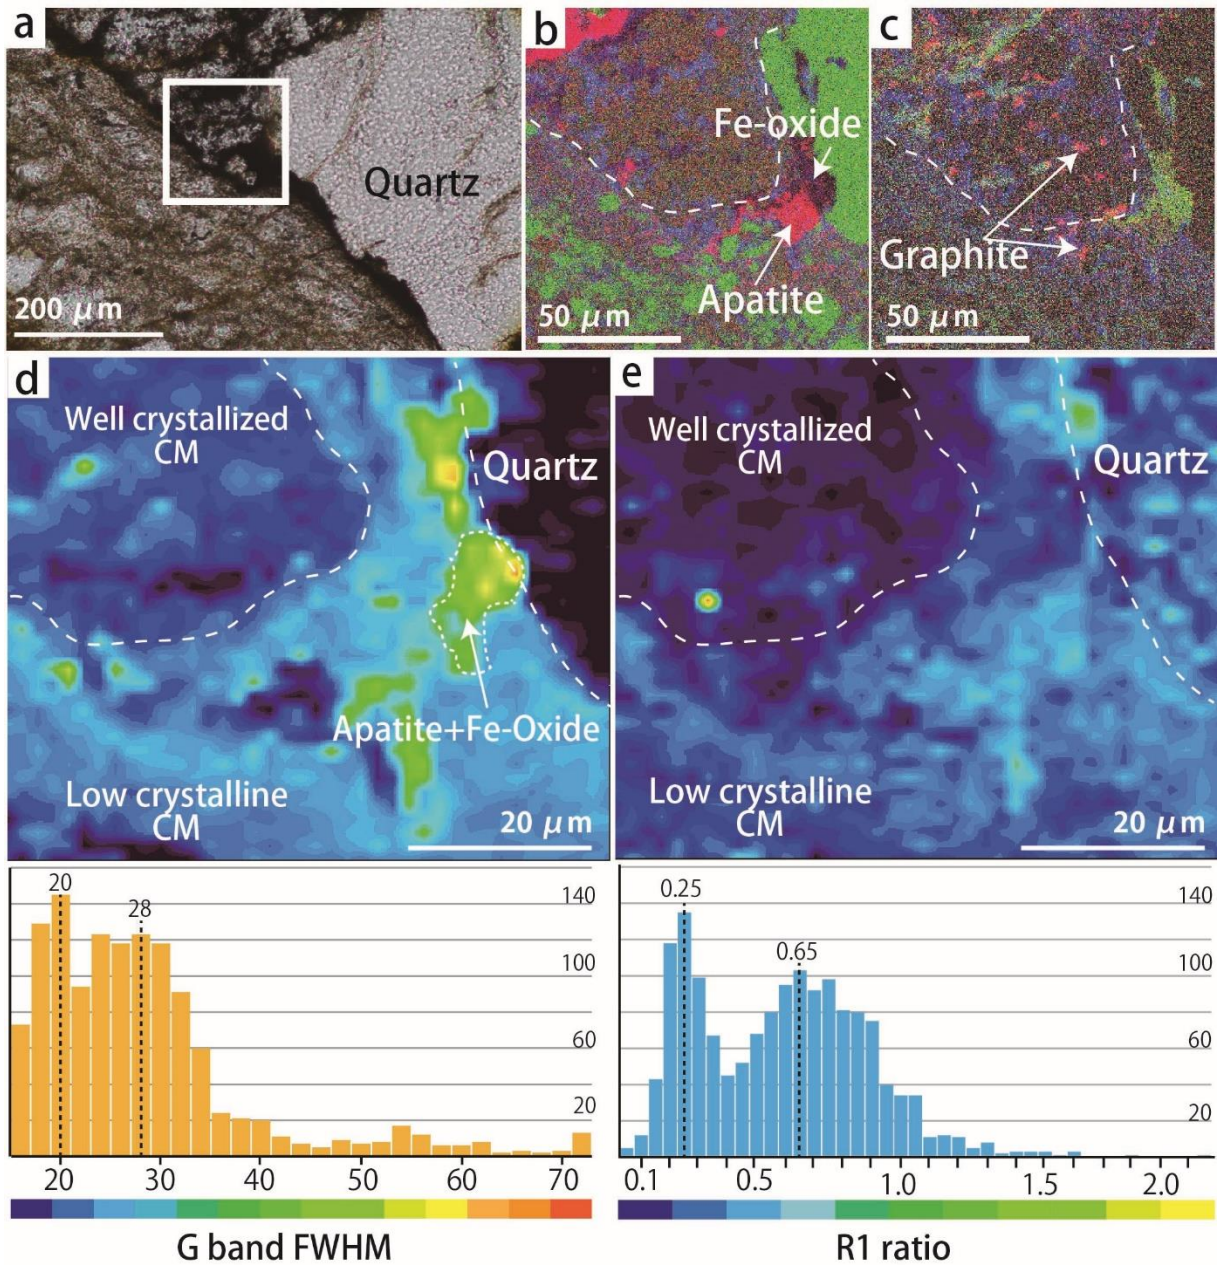 a
Quartz
200 μm
b
Fe-oxide
Apatite
50 μm
c
Graphite
50 μm
d
Well crystallized
CM
Quartz
Apatite+Fe-Oxide
Low crystalline
CM
20 μm
e
Well crystallized
CM
Quartz
Low crystalline
CM
20 μm
20
28
140
100
60
20
20 30 40 50 60 70
G band FWHM
0.25
0.65
140
100
60
20
0.1 0.5 1.0 1.5 2.0
R1 ratio